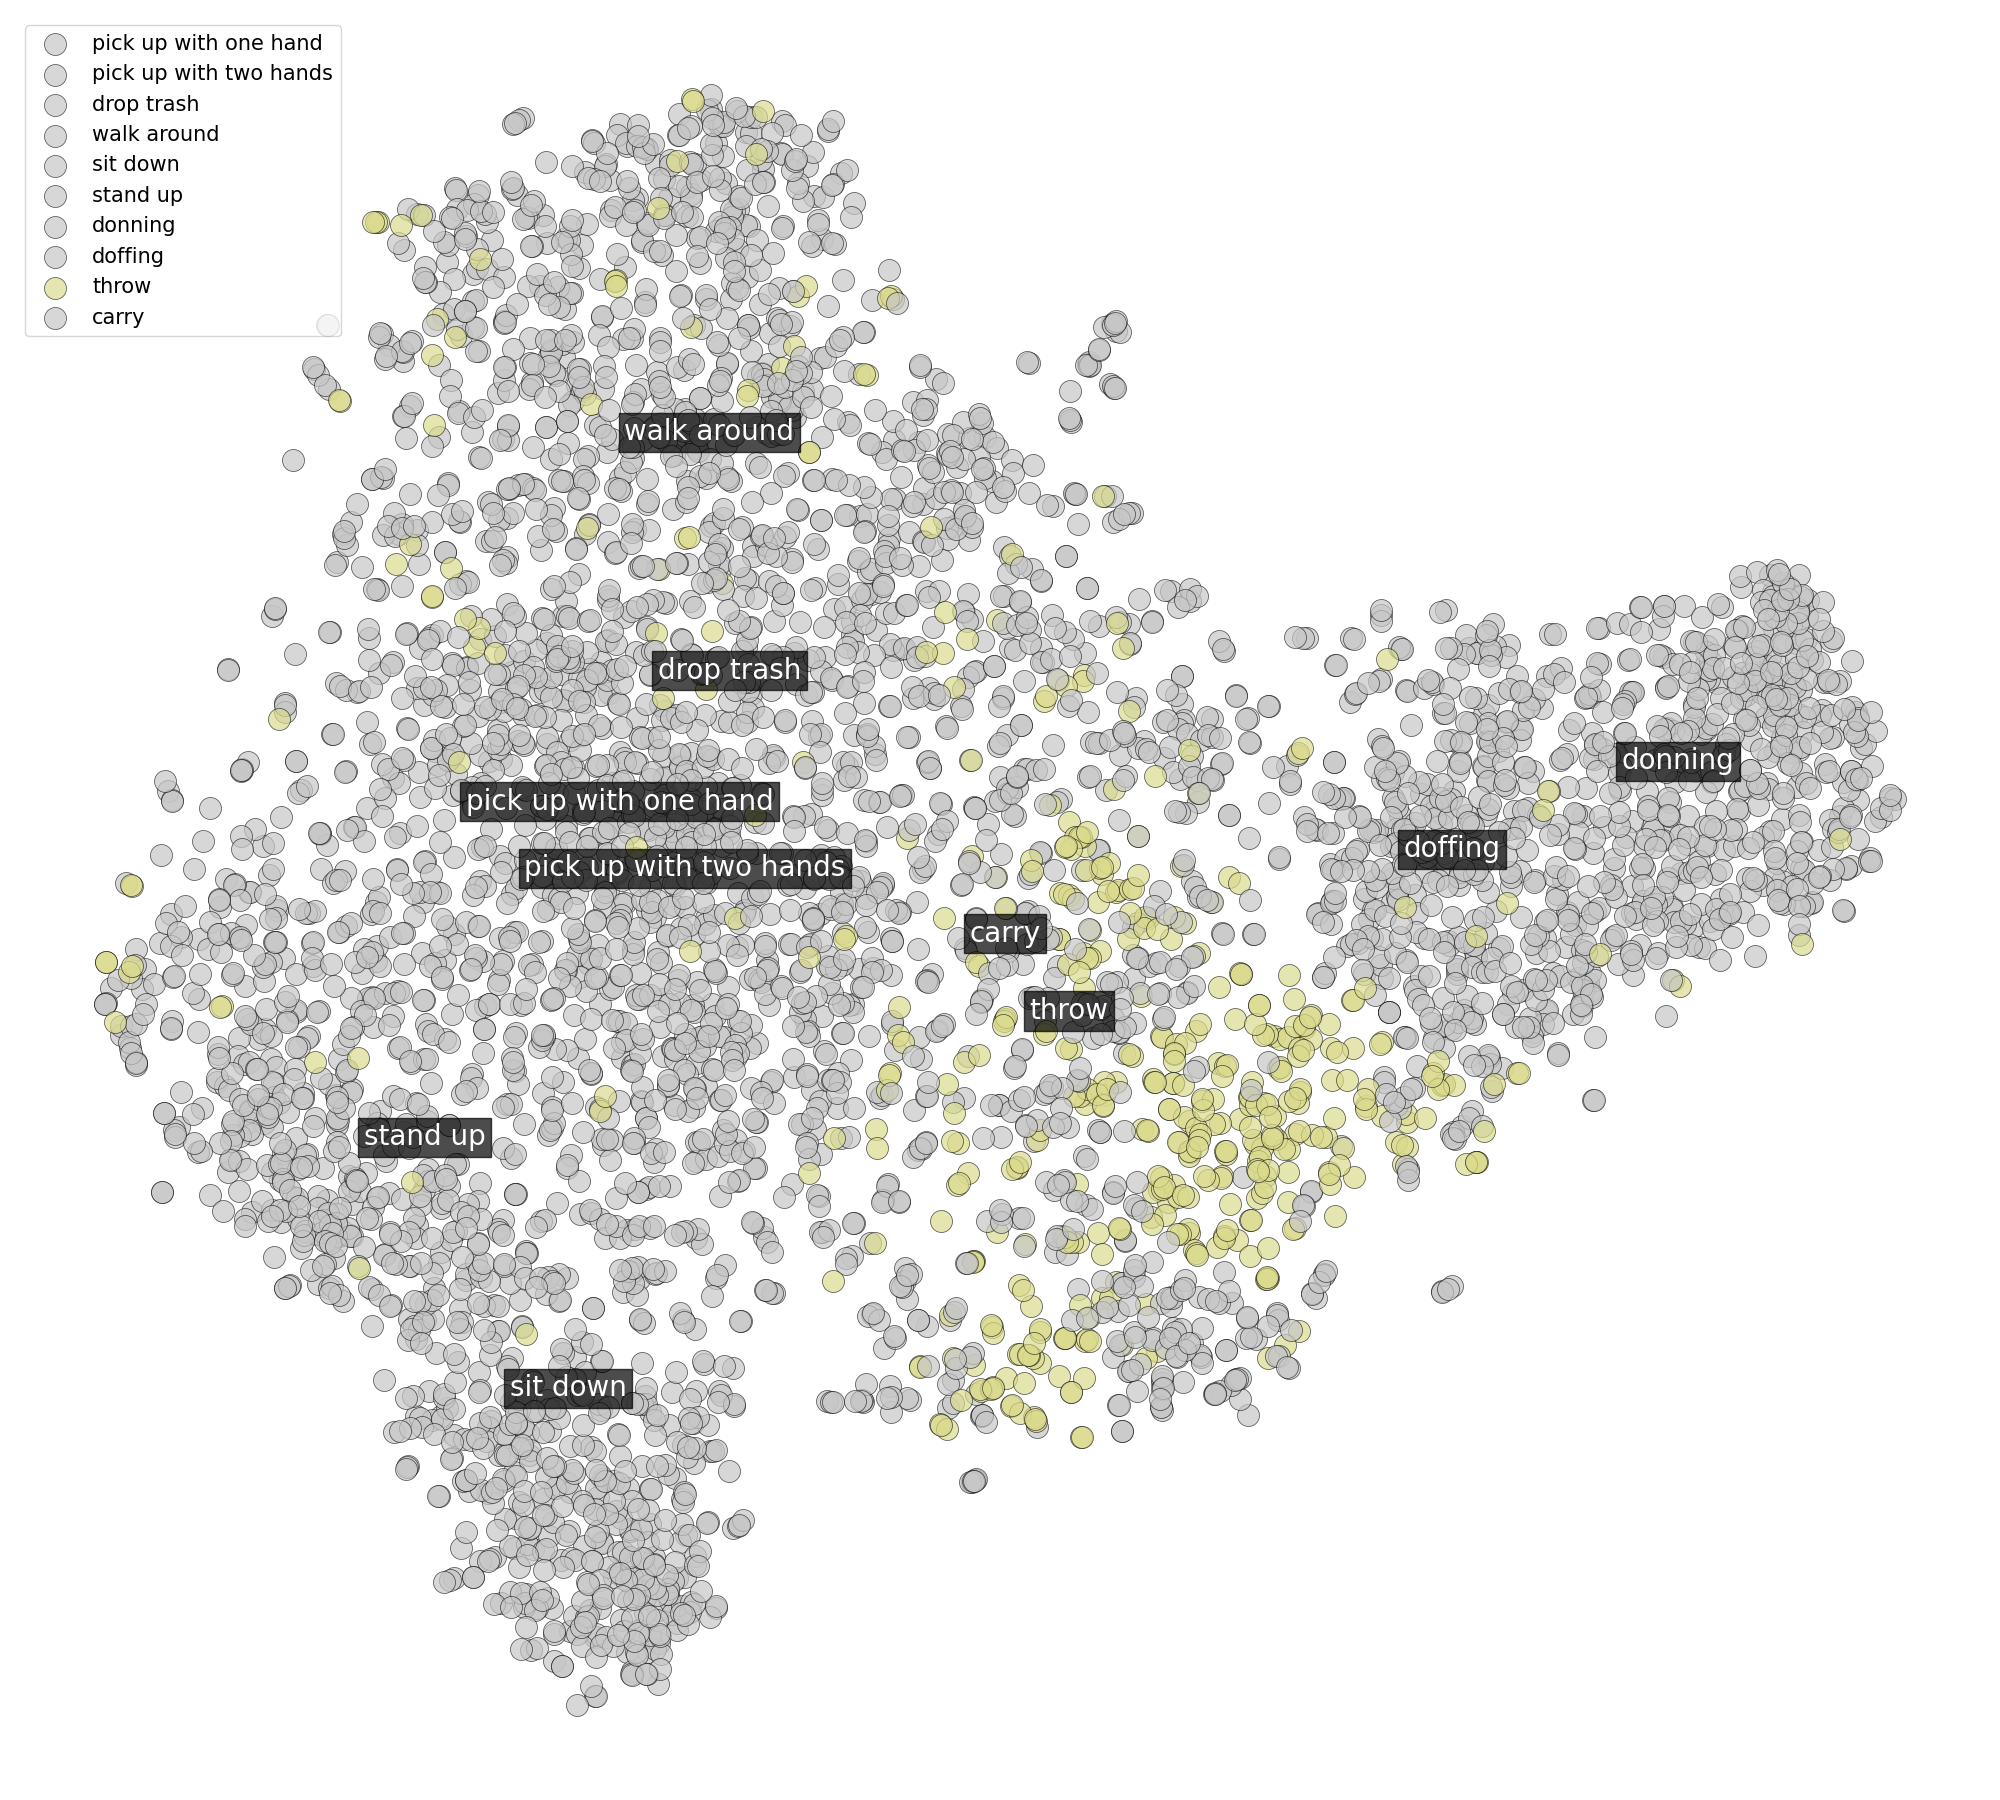 pick up with one hand
pick up with two hands
drop trash
walk around
sit down
stand up
donning
doffing
throw
carry
walk around
drop trash
donning
pick up with one hand
doffing
pick up with two hands
carry
throw
stand up
sit down